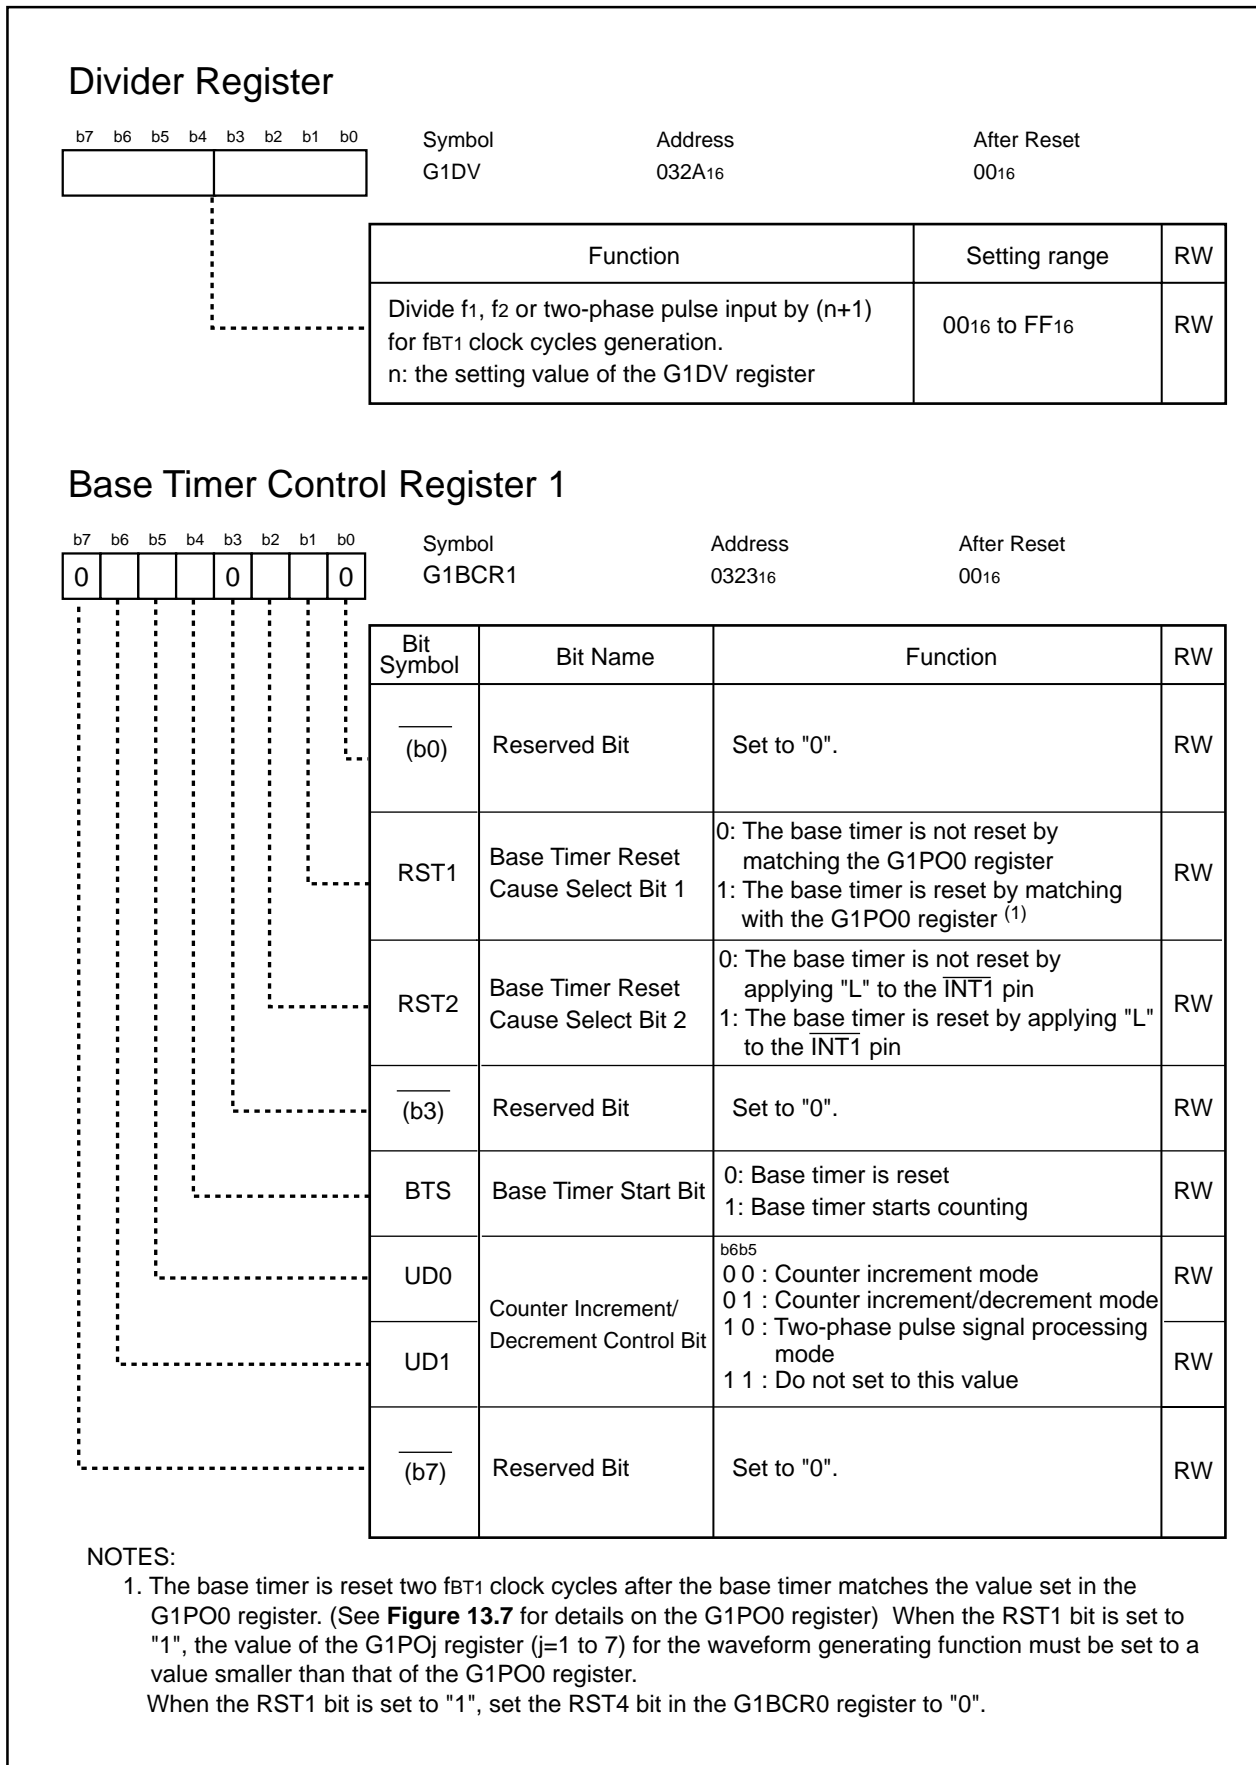 Divider Register
b7 b6 b5 b4 b3 b2 b1 b0
Symbol Address After Reset
G1DV 032A16 0016
Function Setting range RW
Divide f1, f2 or two-phase pulse input by (n+1)
for fBT1 clock cycles generation.
n: the setting value of the G1DV register
0016 to FF16 RW
Base Timer Control Register 1
b7 b6 b5 b4 b3 b2 b1 b0
0 0 0
Symbol Address After Reset
G1BCR1 032316 0016
Bit
Symbol
Bit Name Function RW
(b0) Reserved Bit Set to "0". RW
RST1
Base Timer Reset
Cause Select Bit 1
0: The base timer is not reset by
matching the G1PO0 register
1: The base timer is reset by matching
with the G1PO0 register (1)
RW
RST2
Base Timer Reset
Cause Select Bit 2
0: The base timer is not reset by
applying "L" to the INT1 pin
1: The base timer is reset by applying "L"
to the INT1 pin
RW
(b3) Reserved Bit Set to "0". RW
BTS Base Timer Start Bit
0: Base timer is reset
1: Base timer starts counting
RW
UD0
UD1
Counter Increment/
Decrement Control Bit
b6b5
0 0 : Counter increment mode
0 1 : Counter increment/decrement mode
1 0 : Two-phase pulse signal processing
mode
1 1 : Do not set to this value
RW
RW
(b7) Reserved Bit Set to "0". RW
NOTES:
1. The base timer is reset two fBT1 clock cycles after the base timer matches the value set in the
G1PO0 register. (See Figure 13.7 for details on the G1PO0 register) When the RST1 bit is set to
"1", the value of the G1POj register (j=1 to 7) for the waveform generating function must be set to a
value smaller than that of the G1PO0 register.
When the RST1 bit is set to "1", set the RST4 bit in the G1BCR0 register to "0".